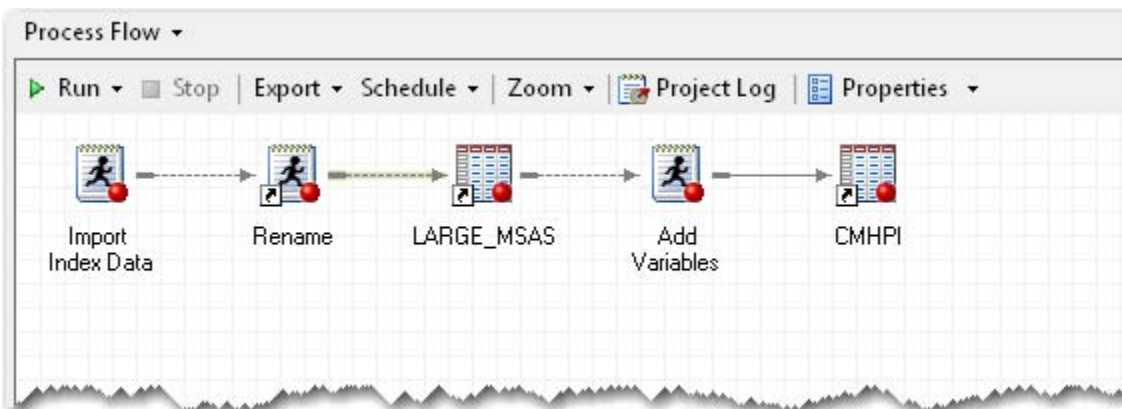 Process Flow
Run Stop Export Schedule Zoom Project Log Properties
Import Index Data Rename LARGE_MSAS Add Variables CMHPI